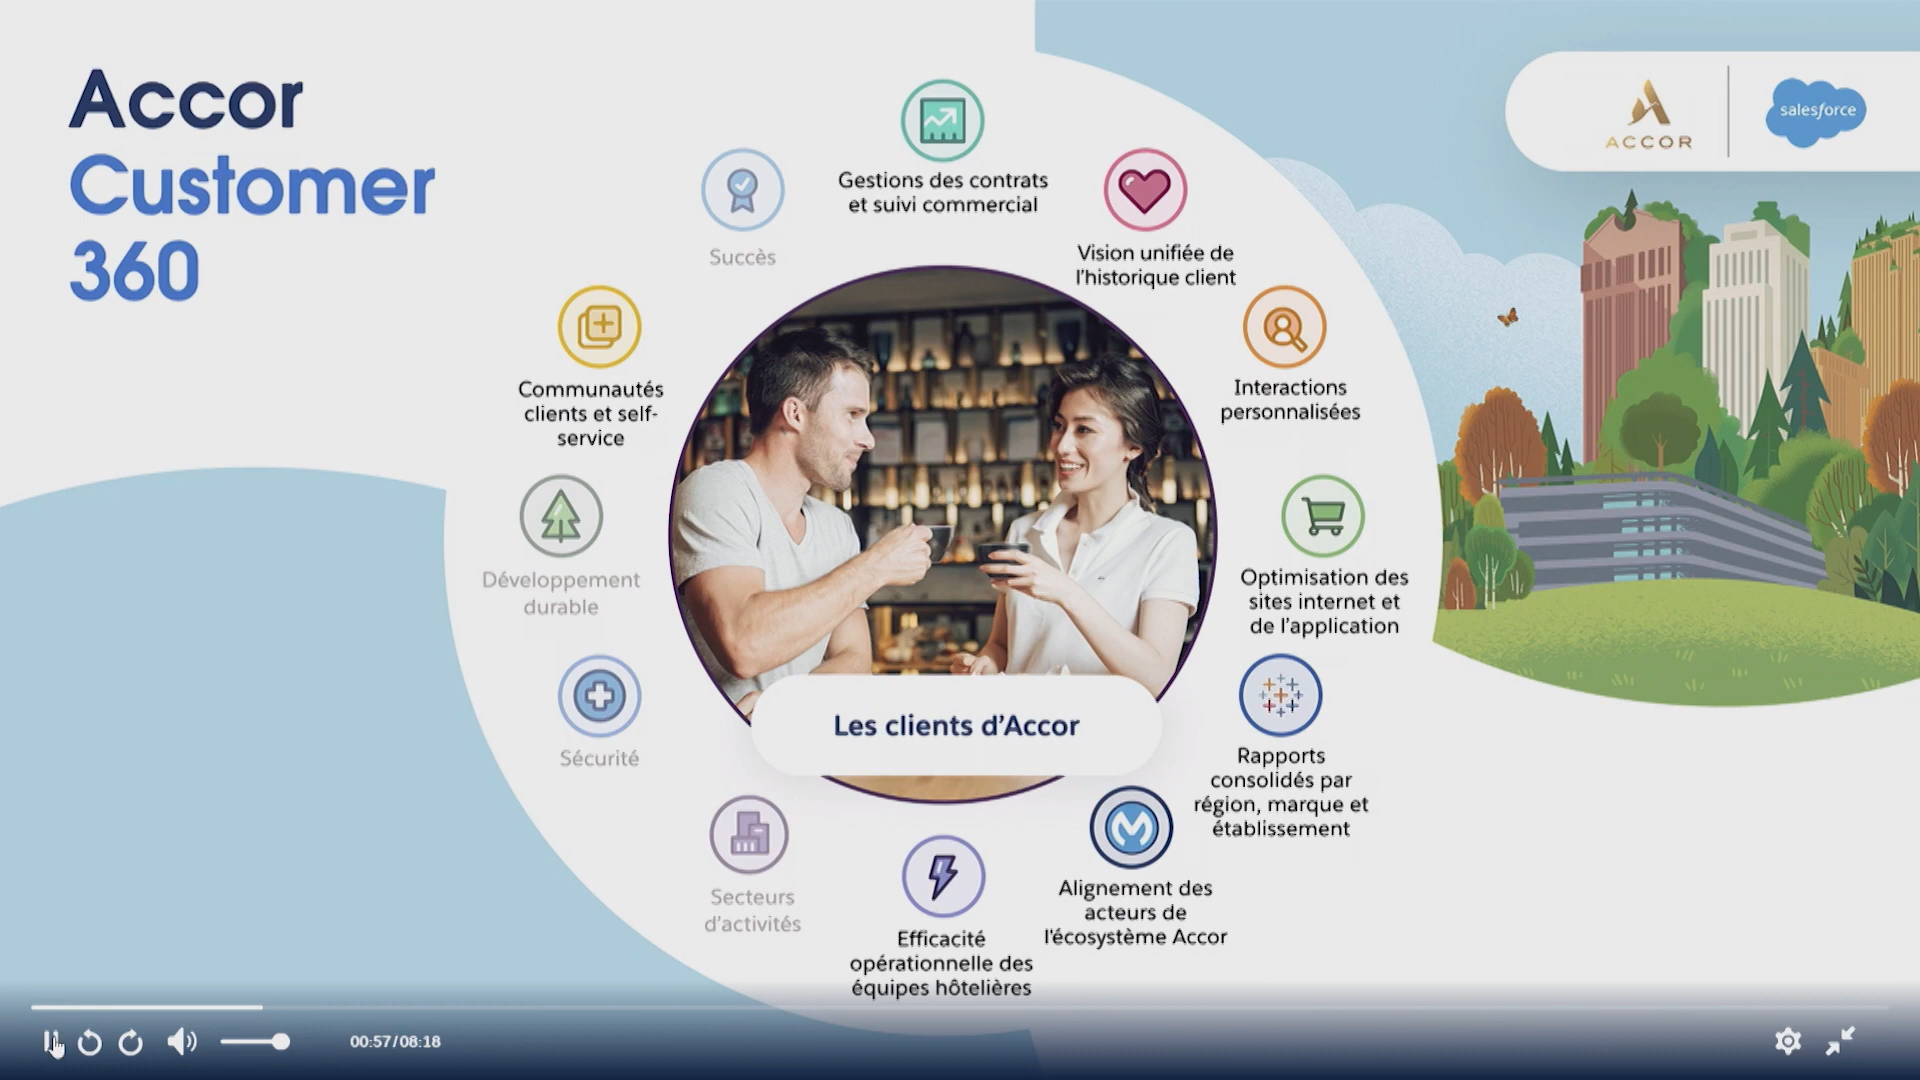 Accor
Customer
360
ACCOR
salesforce
Gestions des contrats
et suivi commercial
Succès
Vision unifiée de
l'historique client
Communautés
clients et self-
service
Interactions
personnalisées
Développement
durable
Optimisation des
sites internet et
de l'application
Sécurité
Les clients d'Accor
Rapports
consolidés par
région, marque et
établissement
Secteurs
d'activités
Alignement des
acteurs de
l'écosystème Accor
Efficacité
opérationnelle des
équipes hôtelières
00:57/08:18